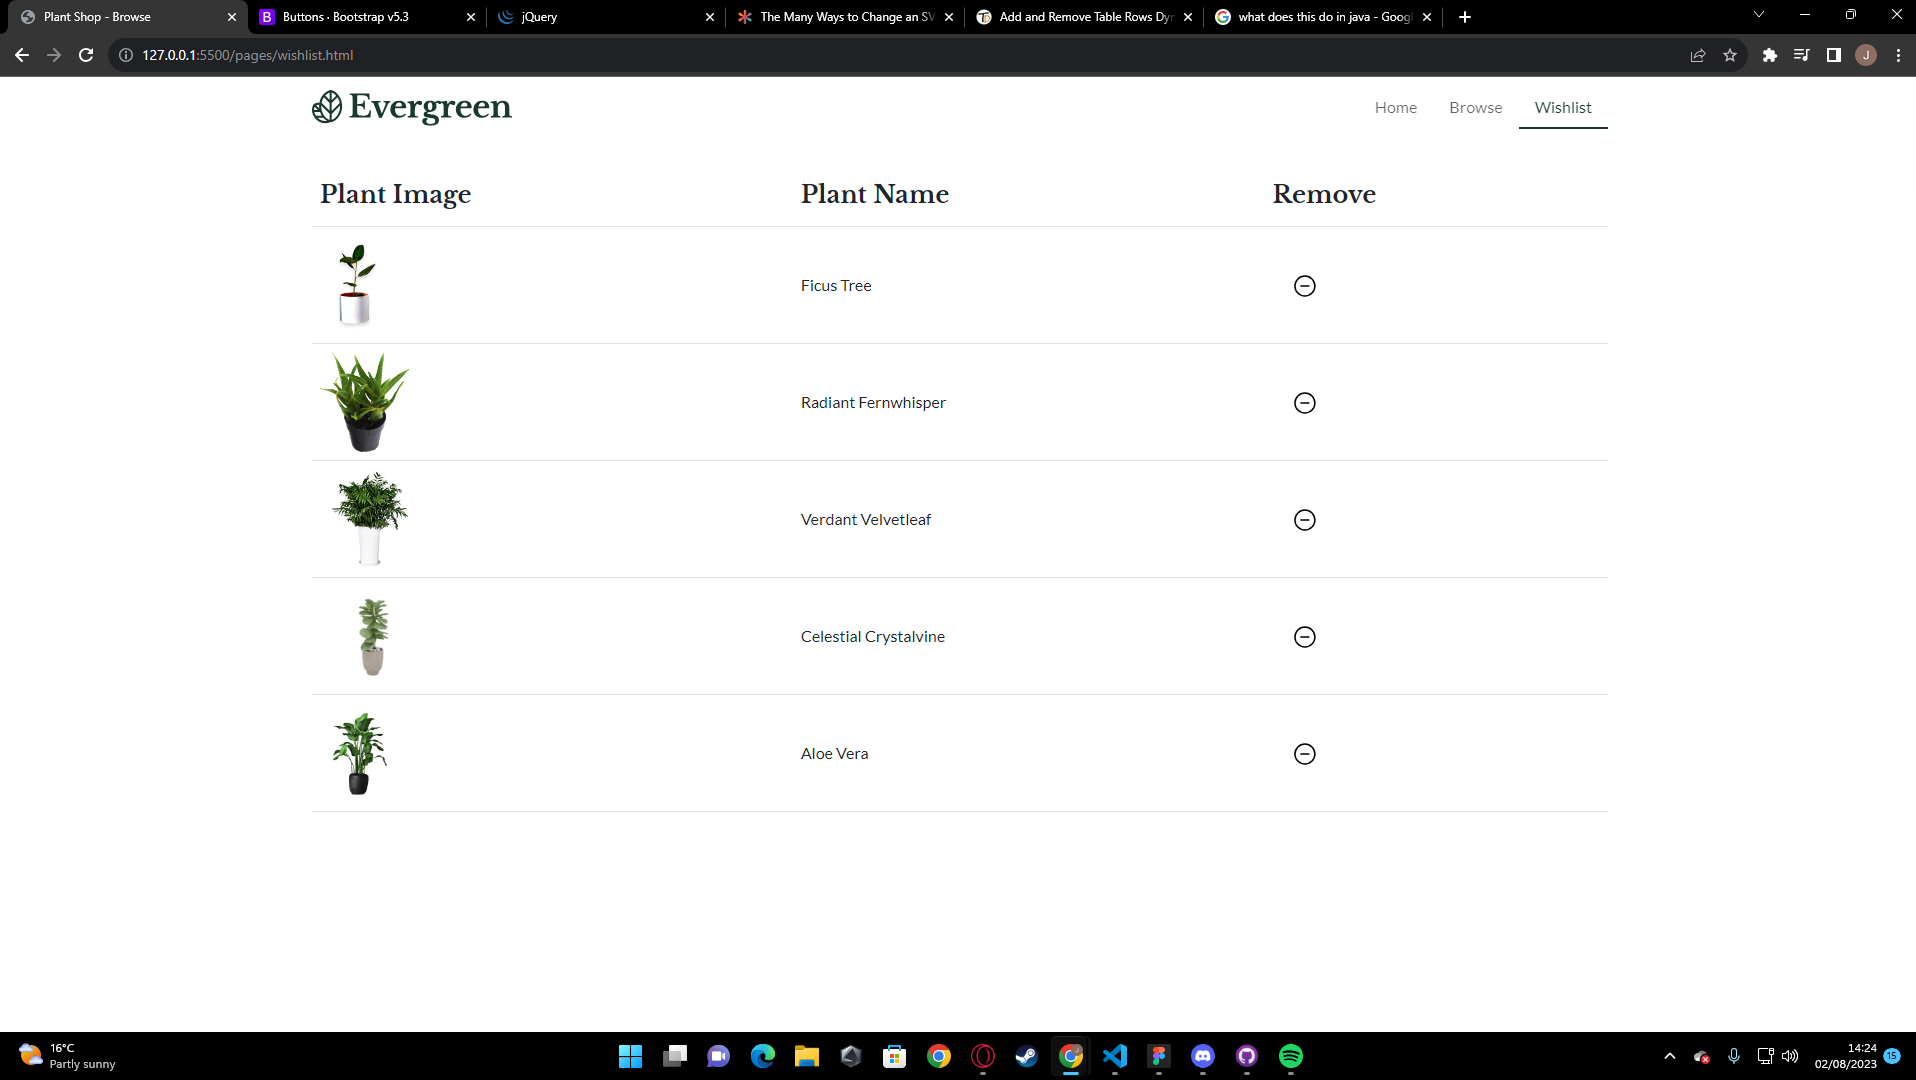 Plant Shop - Browse
Buttons · Bootstrap v5.3
jQuery
The Many Ways to Change an SV
Add and Remove Table Rows Dyn
what does this do in java - Googl
127.0.0.1:5500/pages/wishlist.html
J
Evergreen
Home Browse Wishlist
Plant Image Plant Name Remove
Ficus Tree
Radiant Fernwhisper
Verdant Velvetleaf
Celestial Crystalvine
Aloe Vera
16°C
Partly sunny
14:24
02/08/2023
15